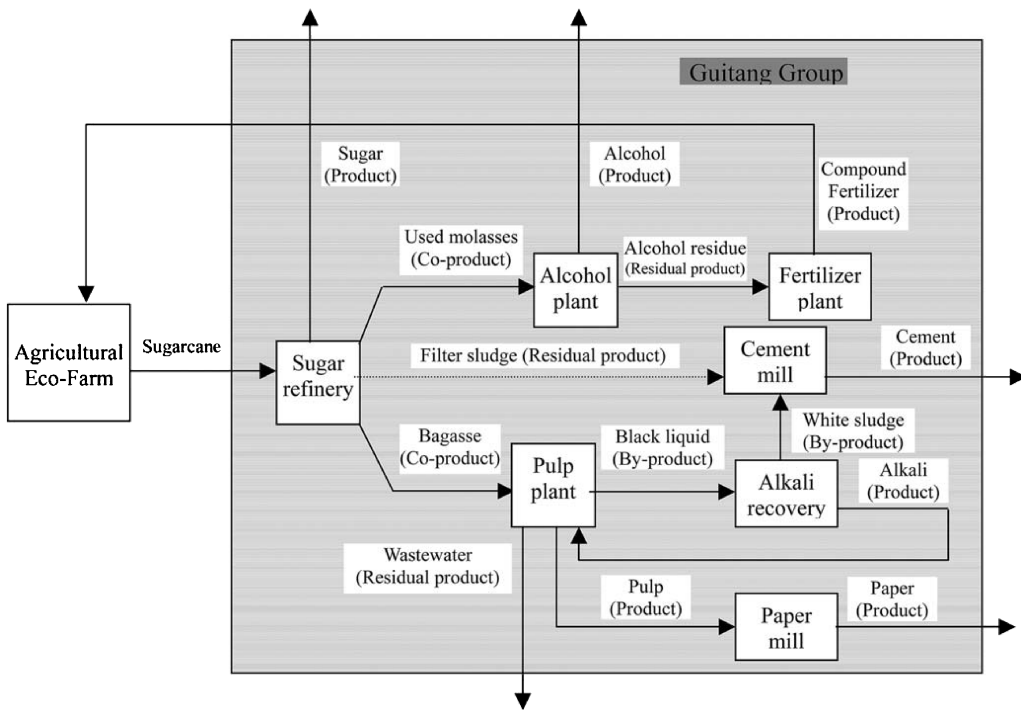 Guitang Group
Sugar
(Product)
Alcohol
(Product)
Compound
Fertilizer
(Product)
Used molasses
(Co-product)
Alcohol
plant
Alcohol residue
(Residual product)
Fertilizer
plant
Agricultural
Eco-Farm
Sugarcane
Sugar
refinery
Filter sludge (Residual product)
Cement
mill
Cement
(Product)
Bagasse
(Co-product)
Pulp
plant
Black liquid
(By-product)
White sludge
(By-product)
Alkali
recovery
Alkali
(Product)
Wastewater
(Residual product)
Pulp
(Product)
Paper
mill
Paper
(Product)